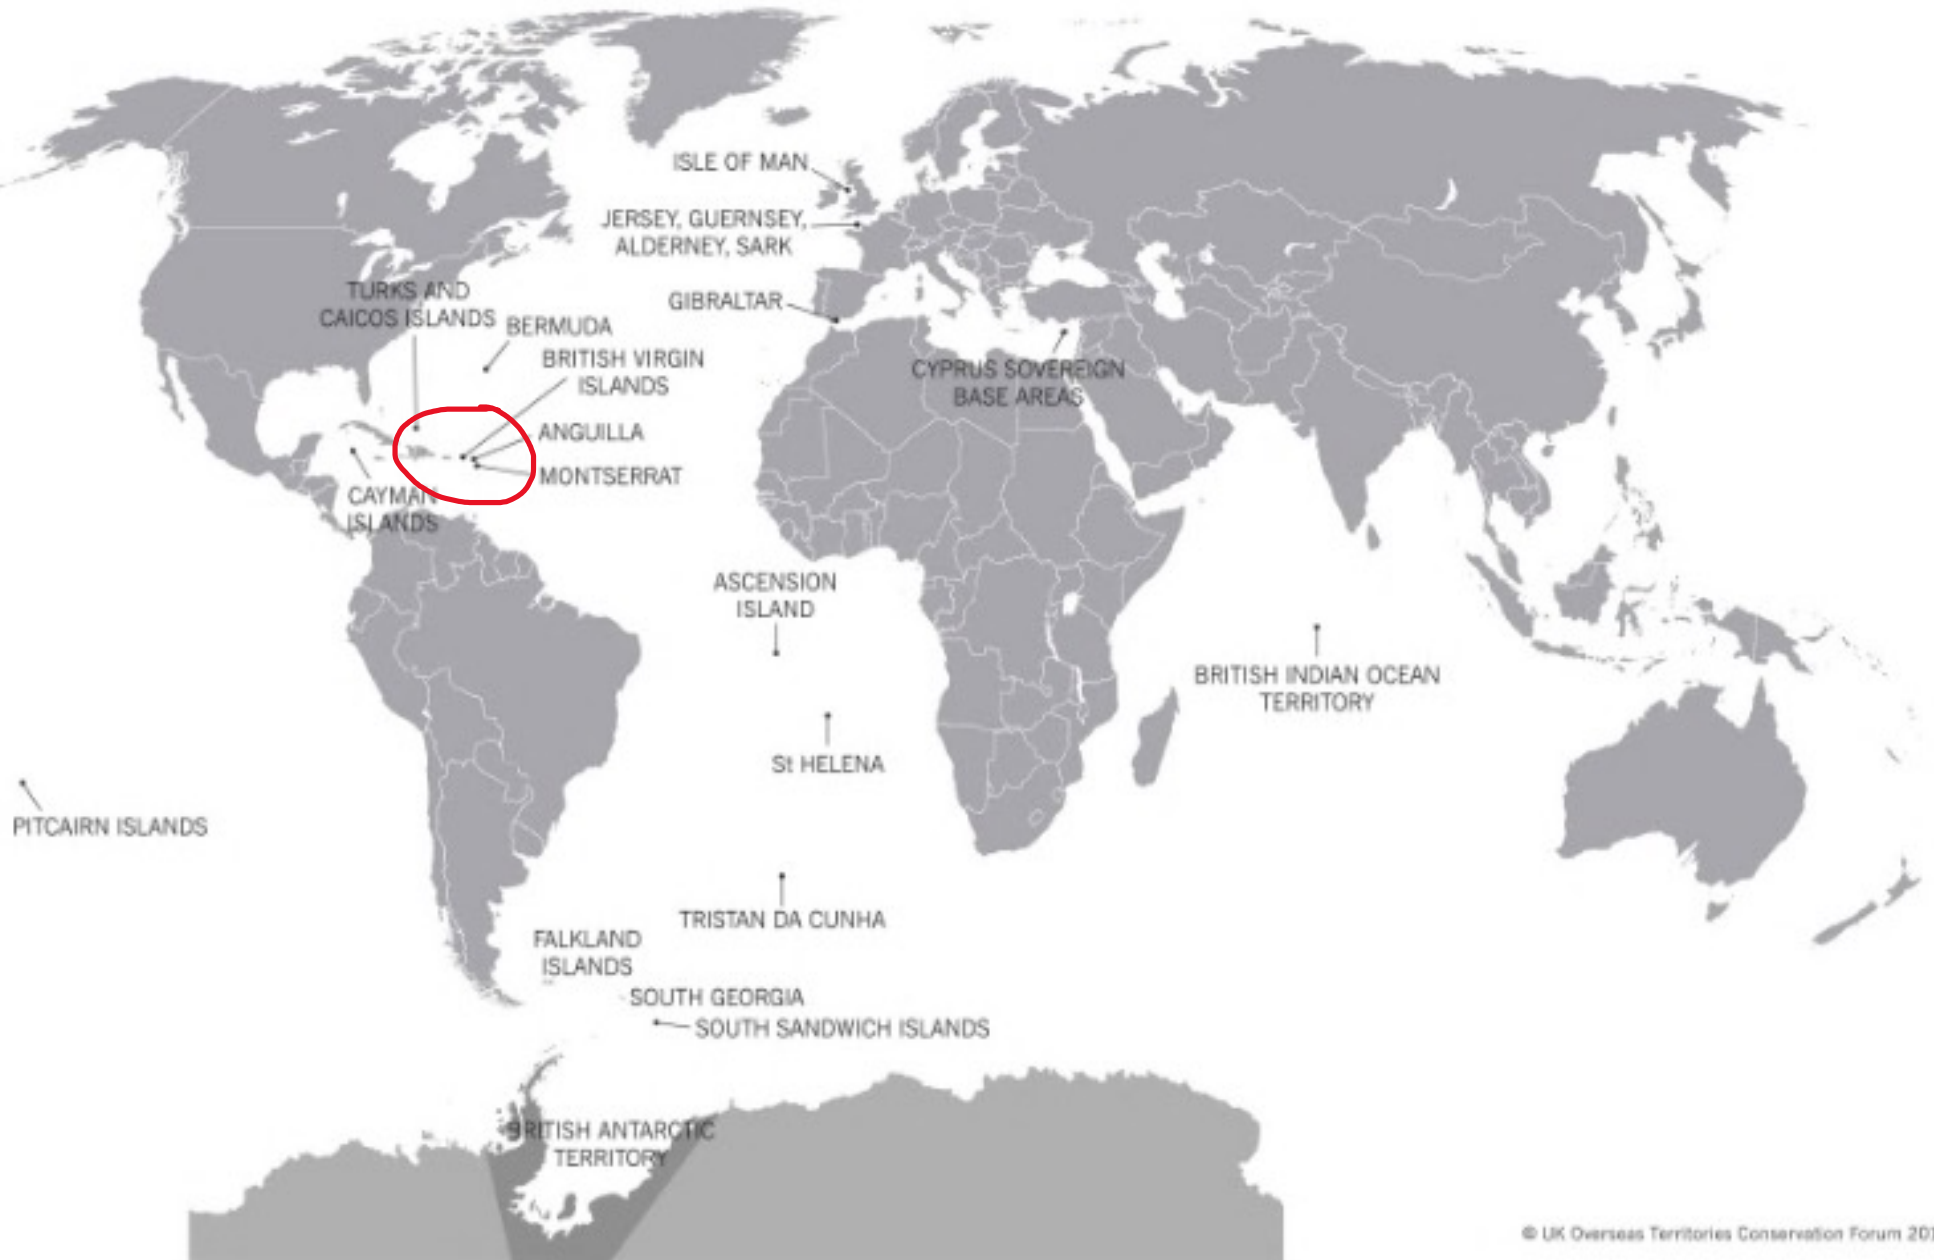 ISLE OF MAN
JERSEY, GUERNSEY,
ALDERNEY, SARK
TURKS AND
CAICOS ISLANDS
GIBRALTAR
BERMUDA
BRITISH VIRGIN
ISLANDS
CYPRUS SOVEREIGN
BASE AREAS
ANGUILLA
MONTSERRAT
CAYMAN
ISLANDS
ASCENSION
ISLAND
BRITISH INDIAN OCEAN
TERRITORY
St HELENA
PITCAIRN ISLANDS
TRISTAN DA CUNHA
FALKLAND
ISLANDS
SOUTH GEORGIA
SOUTH SANDWICH ISLANDS
BRITISH ANTARCTIC
TERRITORY
© UK Overseas Territories Conservation Forum